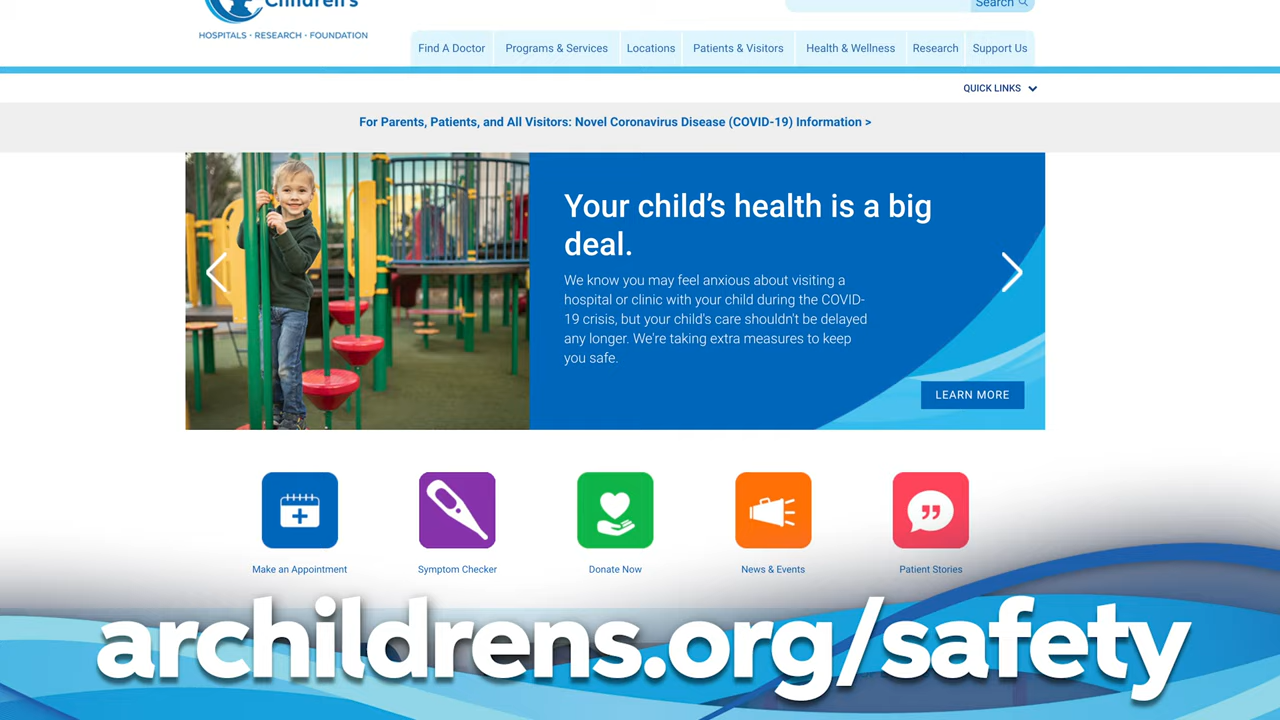 Children's
Search
HOSPITALS · RESEARCH · FOUNDATION
Find A Doctor
Programs & Services
Locations
Patients & Visitors
Health & Wellness
Research
Support Us
QUICK LINKS
For Parents, Patients, and All Visitors: Novel Coronavirus Disease (COVID-19) Information >
Your child’s health is a big
deal.
We know you may feel anxious about visiting a
hospital or clinic with your child during the COVID-
19 crisis, but your child's care shouldn't be delayed
any longer. We're taking extra measures to keep
you safe.
LEARN MORE
Make an Appointment
Symptom Checker
Donate Now
News & Events
Patient Stories
archildrens.org/safety